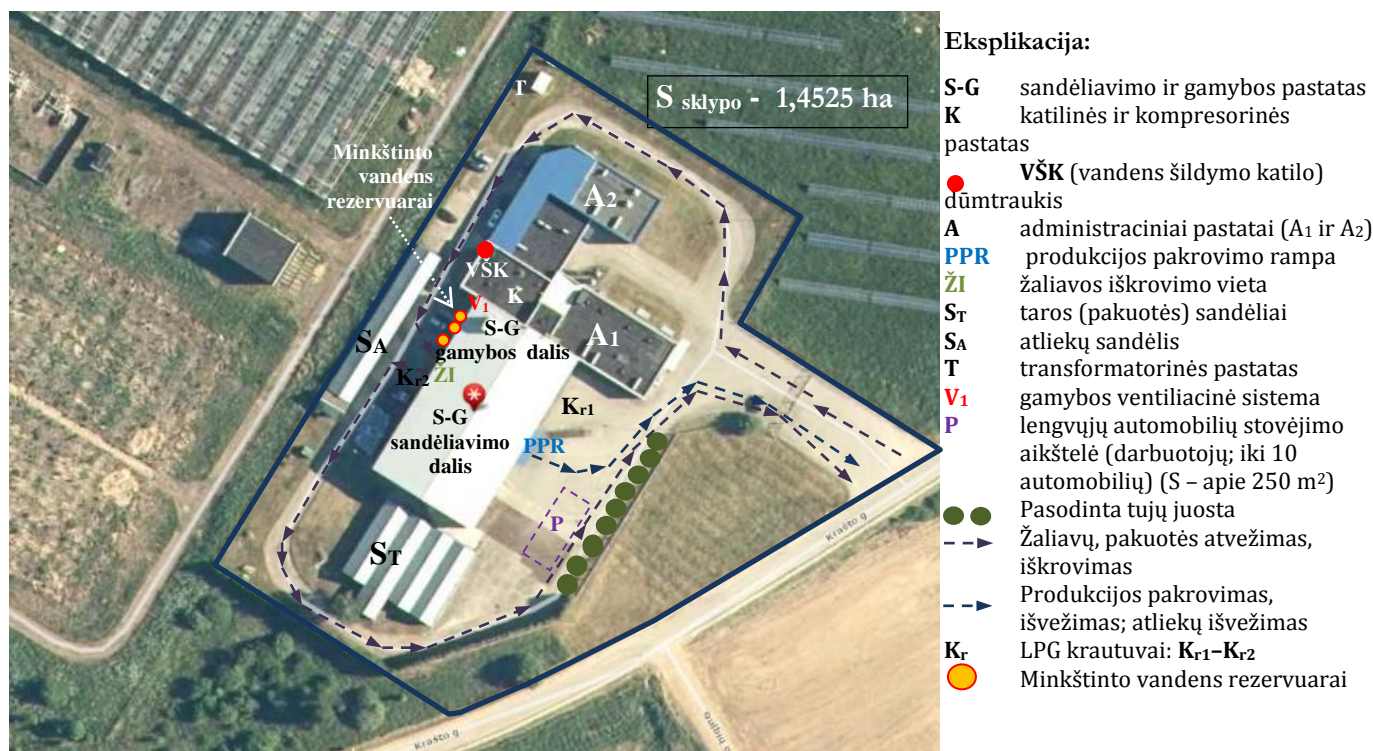 T
S sklypo - 1,4525 ha
Minkštinto
vandens
rezervuarai
A2
VŠK
K
V1
S-G
gamybos dalis
A1
SA
Kr2
ŽI
Kr1
S-G
sandėliavimo
dalis
PPR
P
ST
Krašto g.
Krašto g.
Gulbių g.
Eksplikacija:
S-G sandėliavimo ir gamybos pastatas
K katilinės ir kompresorinės
pastatas
VŠK (vandens šildymo katilo)
dūmtraukis
A administraciniai pastatai (A1 ir A2)
PPR produkcijos pakrovimo rampa
ŽI žaliavos iškrovimo vieta
ST taros (pakuotės) sandėliai
SA atliekų sandėlis
T transformatorinės pastatas
V1 gamybos ventiliacinė sistema
P lengvųjų automobilių stovėjimo
aikštelė (darbuotojų; iki 10
automobilių) (S – apie 250 m²)
Pasodinta tujų juosta
Žaliavų, pakuotės atvežimas,
iškrovimas
Produkcijos pakrovimas,
išvežimas; atliekų išvežimas
Kr LPG krautuvai: Kr1–Kr2
Minkštinto vandens rezervuarai